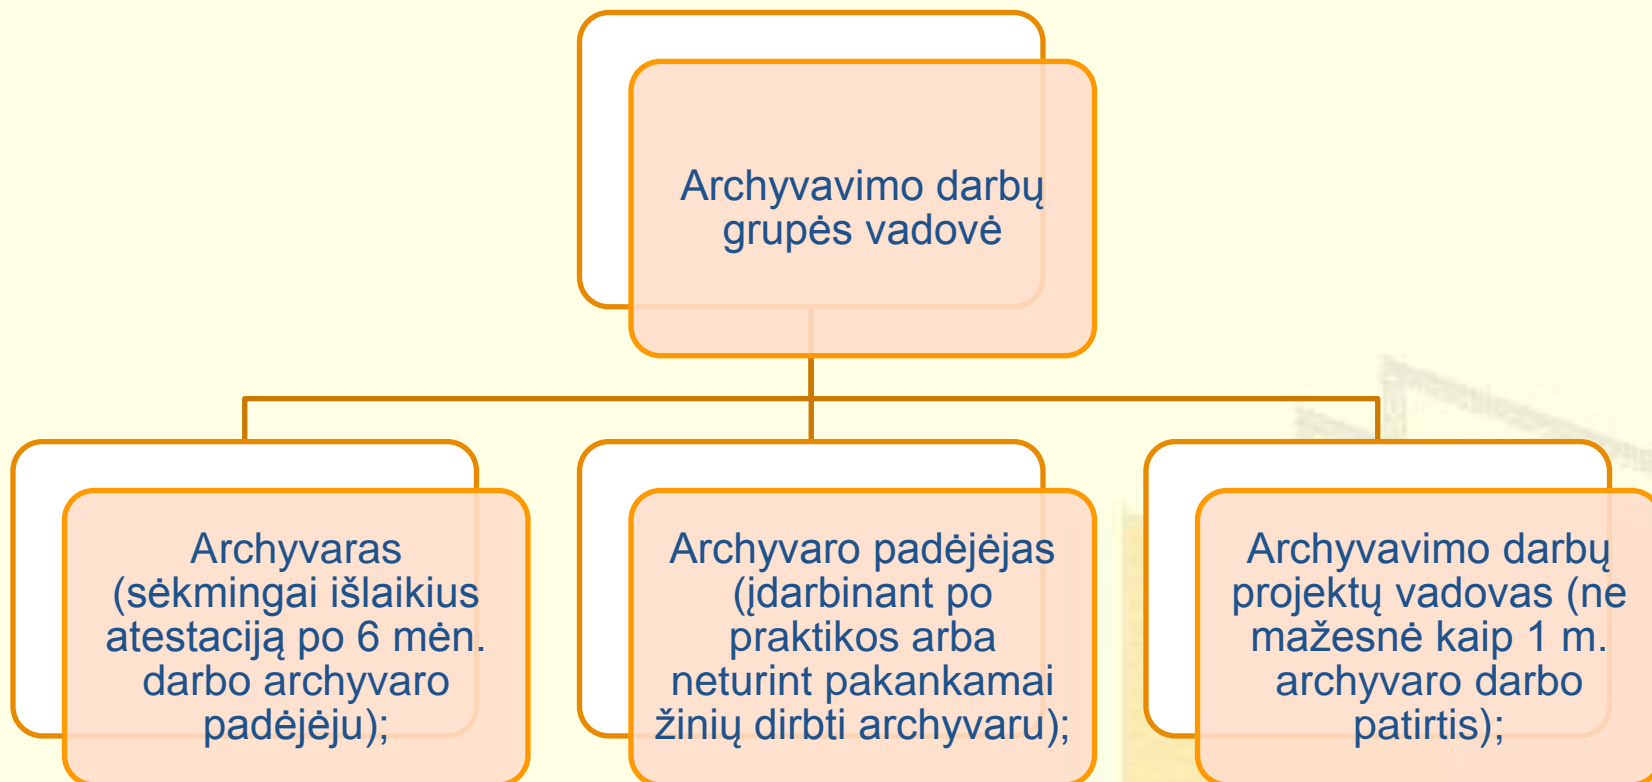 Archyvavimo darbų
grupės vadovė
Archyvaras
(sėkmingai išlaikius
atestaciją po 6 mėn.
darbo archyvaro
padėjėju);
Archyvaro padėjėjas
(įdarbinant po
praktikos arba
neturint pakankamai
žinių dirbti archyvaru);
Archyvavimo darbų
projektų vadovas (ne
mažesnė kaip 1 m.
archyvaro darbo
patirtis);